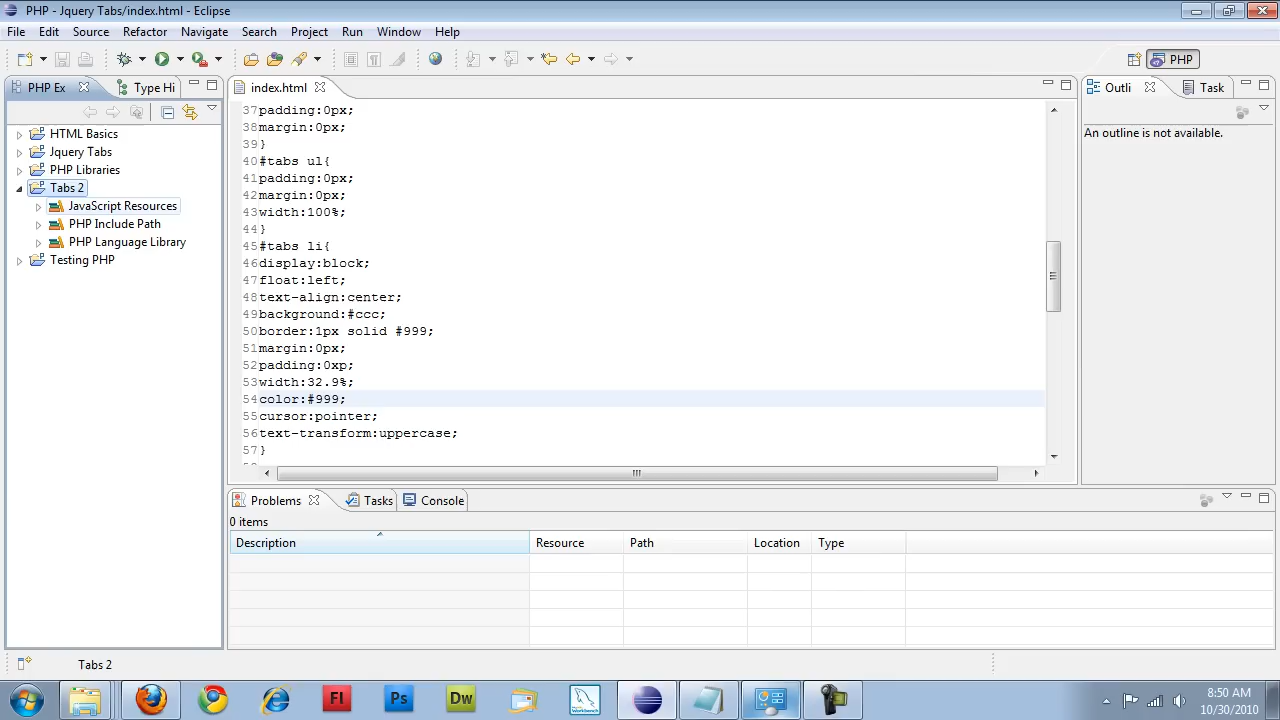 PHP - Jquery Tabs/index.html - Eclipse
File Edit Source Refactor Navigate Search Project Run Window Help
PHP
PHP Ex Type Hi
index.html
Outli Task
An outline is not available.
HTML Basics
Jquery Tabs
PHP Libraries
Tabs 2
JavaScript Resources
PHP Include Path
PHP Language Library
Testing PHP
37 padding:0px;
38 margin:0px;
39 }
40 #tabs ul{
41 padding:0px;
42 margin:0px;
43 width:100%;
44 }
45 #tabs li{
46 display:block;
47 float:left;
48 text-align:center;
49 background:#ccc;
50 border:1px solid #999;
51 margin:0px;
52 padding:0xp;
53 width:32.9%;
54 color:#999;
55 cursor:pointer;
56 text-transform:uppercase;
57 }
Problems Tasks Console
0 items
Description Resource Path Location Type
Tabs 2
Fl Ps Dw
8:50 AM
10/30/2010